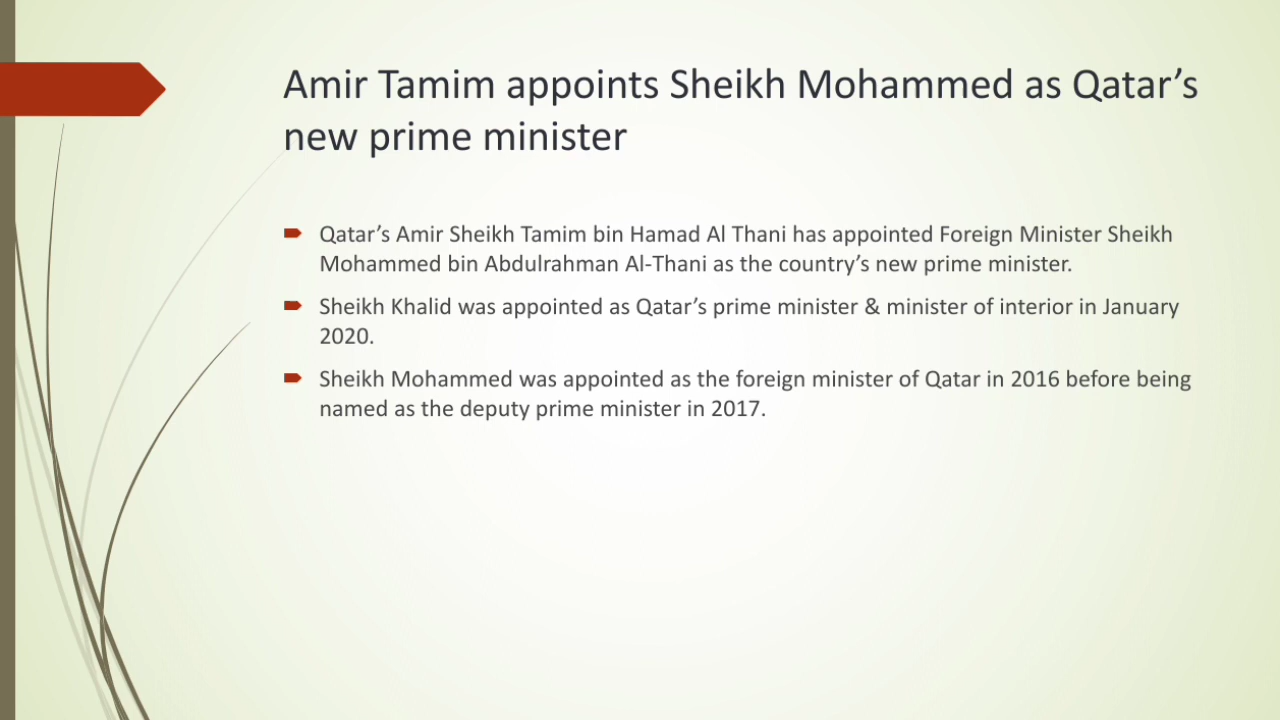 Amir Tamim appoints Sheikh Mohammed as Qatar’s
new prime minister
Qatar’s Amir Sheikh Tamim bin Hamad Al Thani has appointed Foreign Minister Sheikh
Mohammed bin Abdulrahman Al-Thani as the country’s new prime minister.
Sheikh Khalid was appointed as Qatar’s prime minister & minister of interior in January
2020.
Sheikh Mohammed was appointed as the foreign minister of Qatar in 2016 before being
named as the deputy prime minister in 2017.